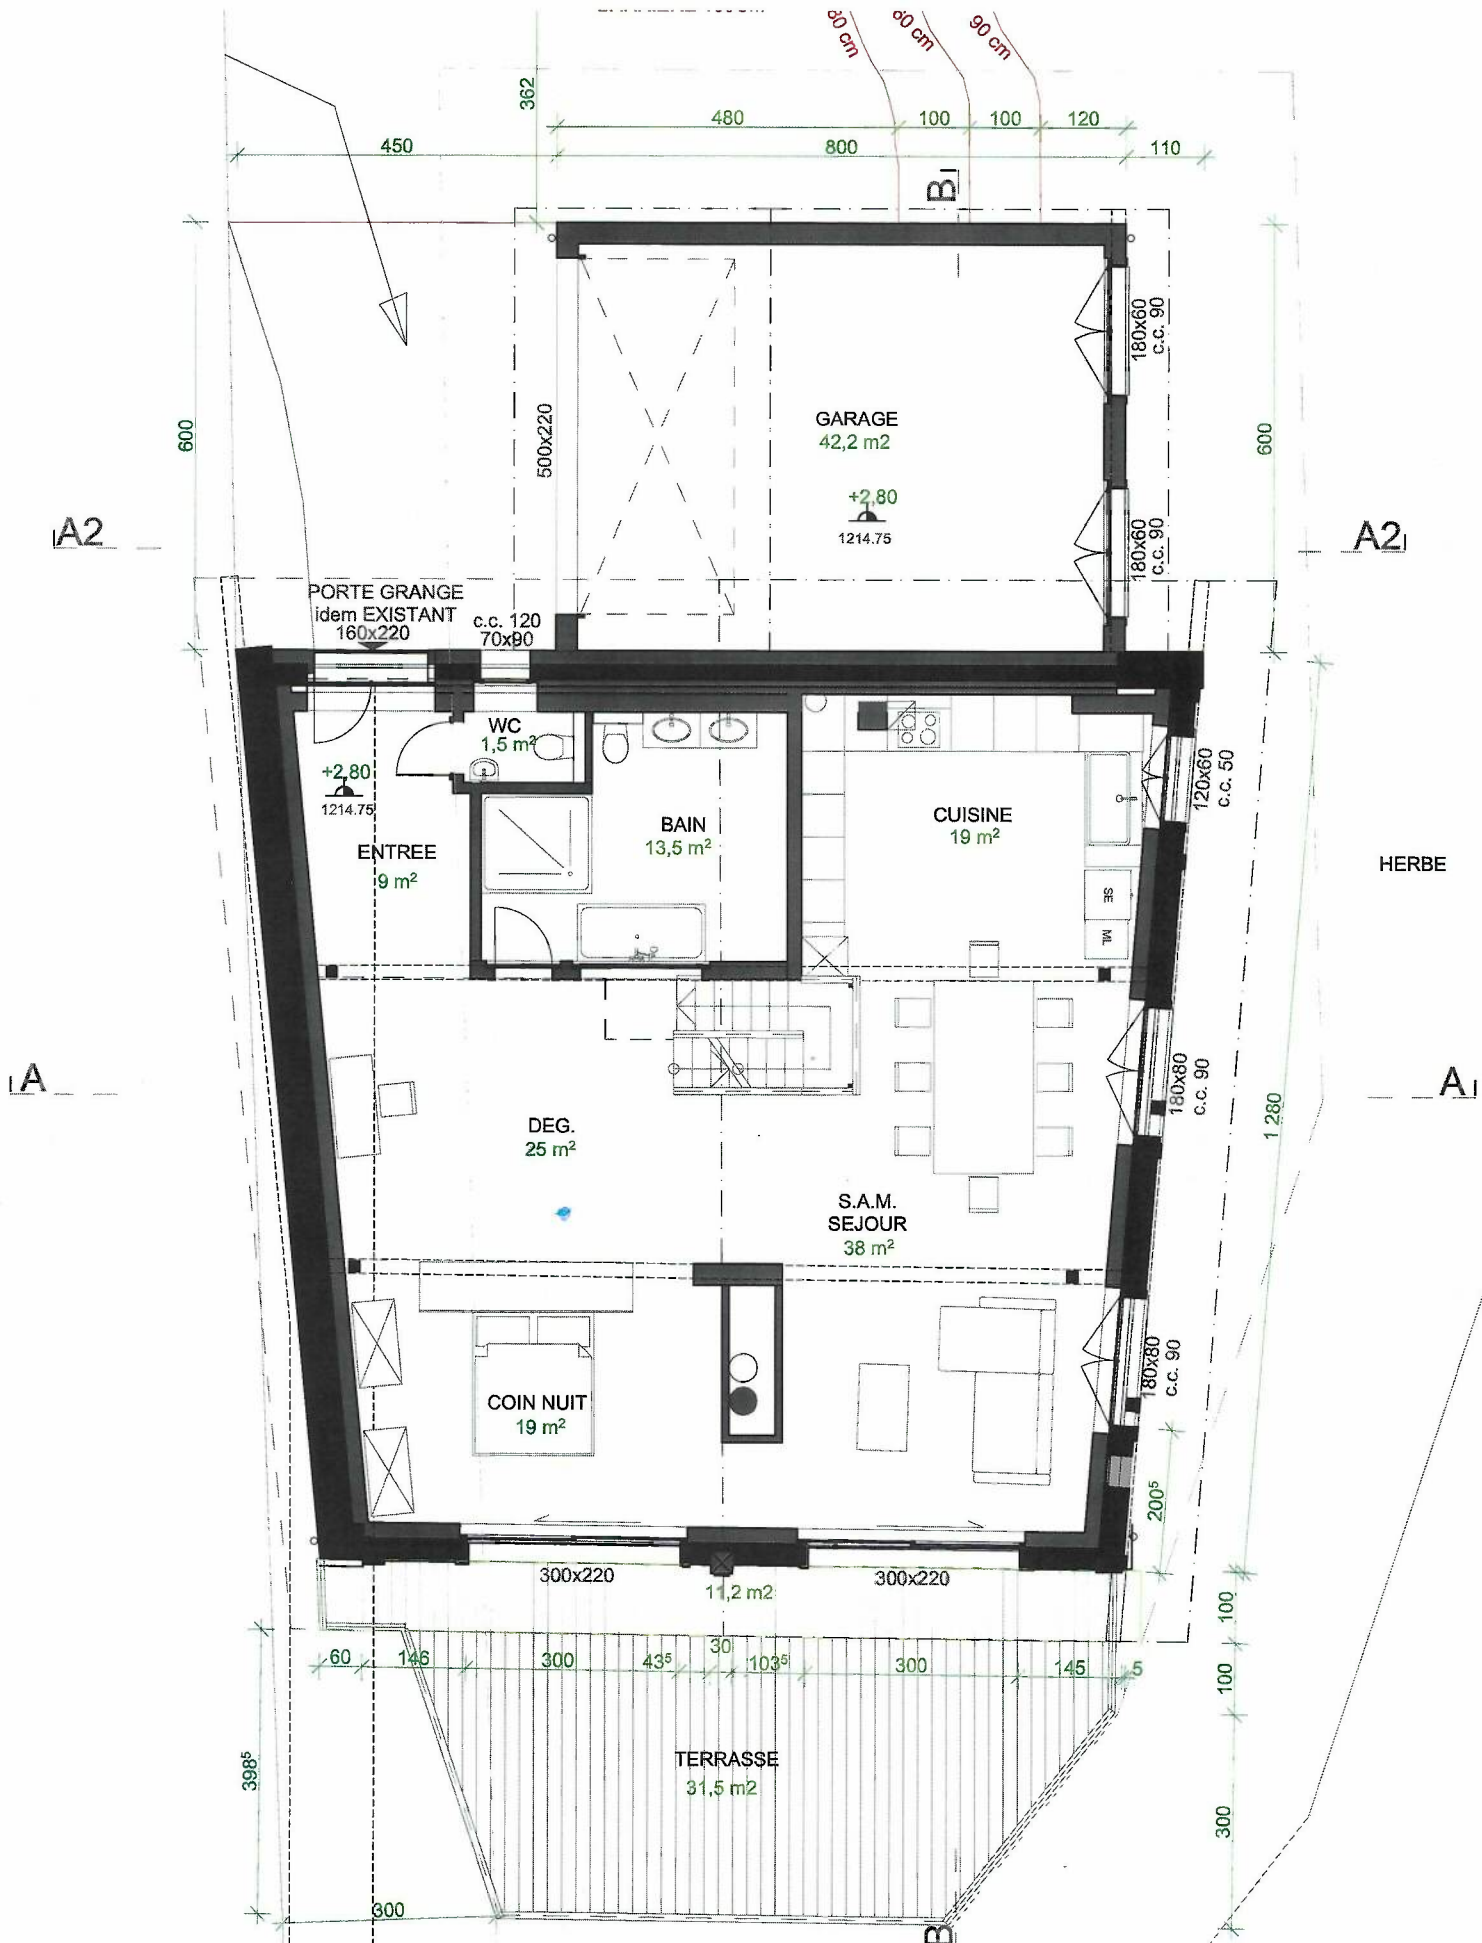 80 cm
60 cm
90 cm
362
480
100
100
120
450
800
110
B
600
500x220
GARAGE
42,2 m2
+2,80
1214.75
180x60
c.c. 90
180x60
c.c. 90
600
A2
A2
PORTE GRANGE
idem EXISTANT
160x220
c.c. 120
70x90
WC
1,5 m²
+2,80
1214.75
ENTREE
9 m²
BAIN
13,5 m²
CUISINE
19 m²
SE
ML
120x60
c.c. 50
HERBE
A
A
180x80
c.c. 90
1 280
DEG.
25 m²
S.A.M.
SEJOUR
38 m²
COIN NUIT
19 m²
180x80
c.c. 90
200⁵
300x220
11,2 m2
300x220
60
146
300
43⁵
30
103⁵
300
145
5
100
100
398⁵
TERRASSE
31,5 m2
300
300
B